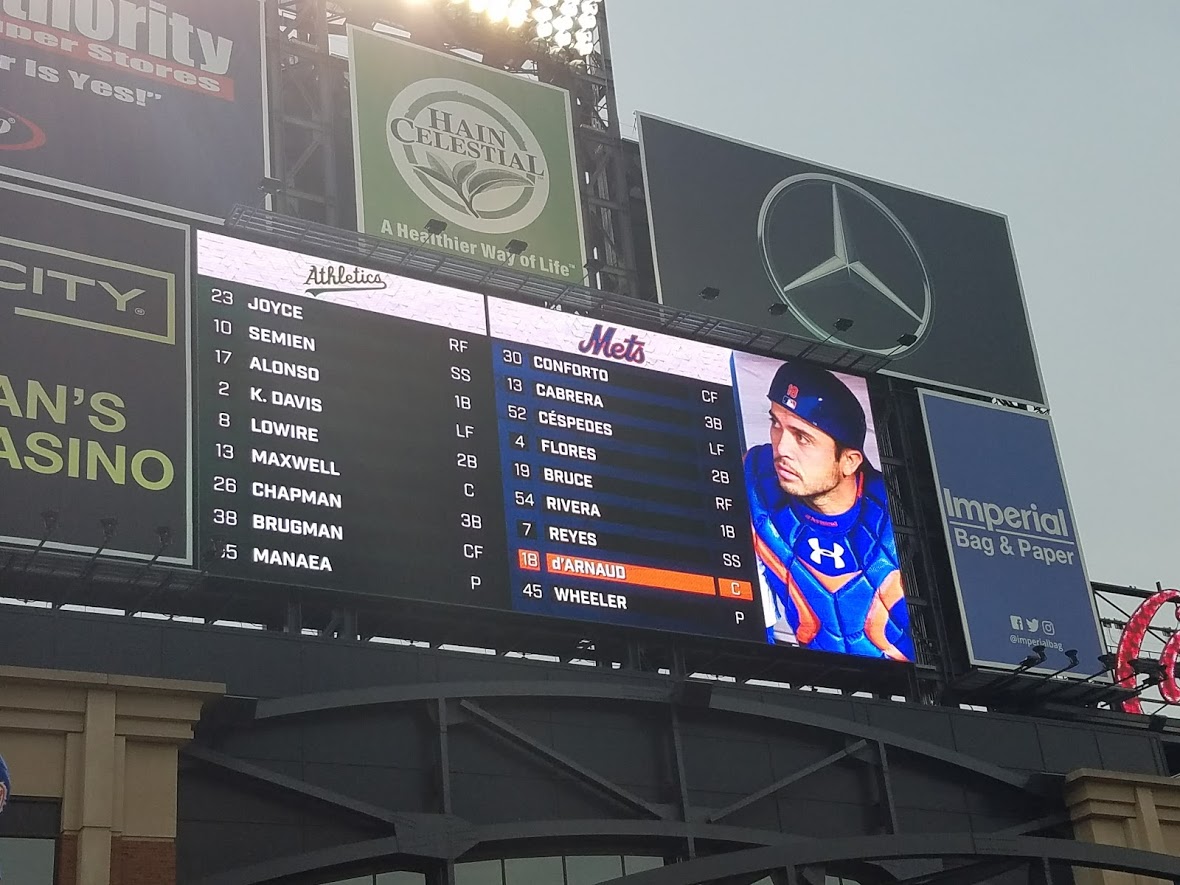 thority
per Stores
r Is Yes!"
HAIN
CELESTIAL
A Healthier Way of Life™
CITY®
AN'S
ASINO
Athletics
23 JOYCE RF
10 SEMIEN SS
17 ALONSO 1B
2 K. DAVIS LF
8 LOWIRE 2B
13 MAXWELL C
26 CHAPMAN 3B
38 BRUGMAN CF
55 MANAEA P
Mets
30 CONFORTO CF
13 CABRERA 3B
52 CÉSPEDES LF
4 FLORES 2B
19 BRUCE RF
54 RIVERA 1B
7 REYES SS
18 d'ARNAUD C
45 WHEELER P
18
Imperial
Bag & Paper
@imperialbag